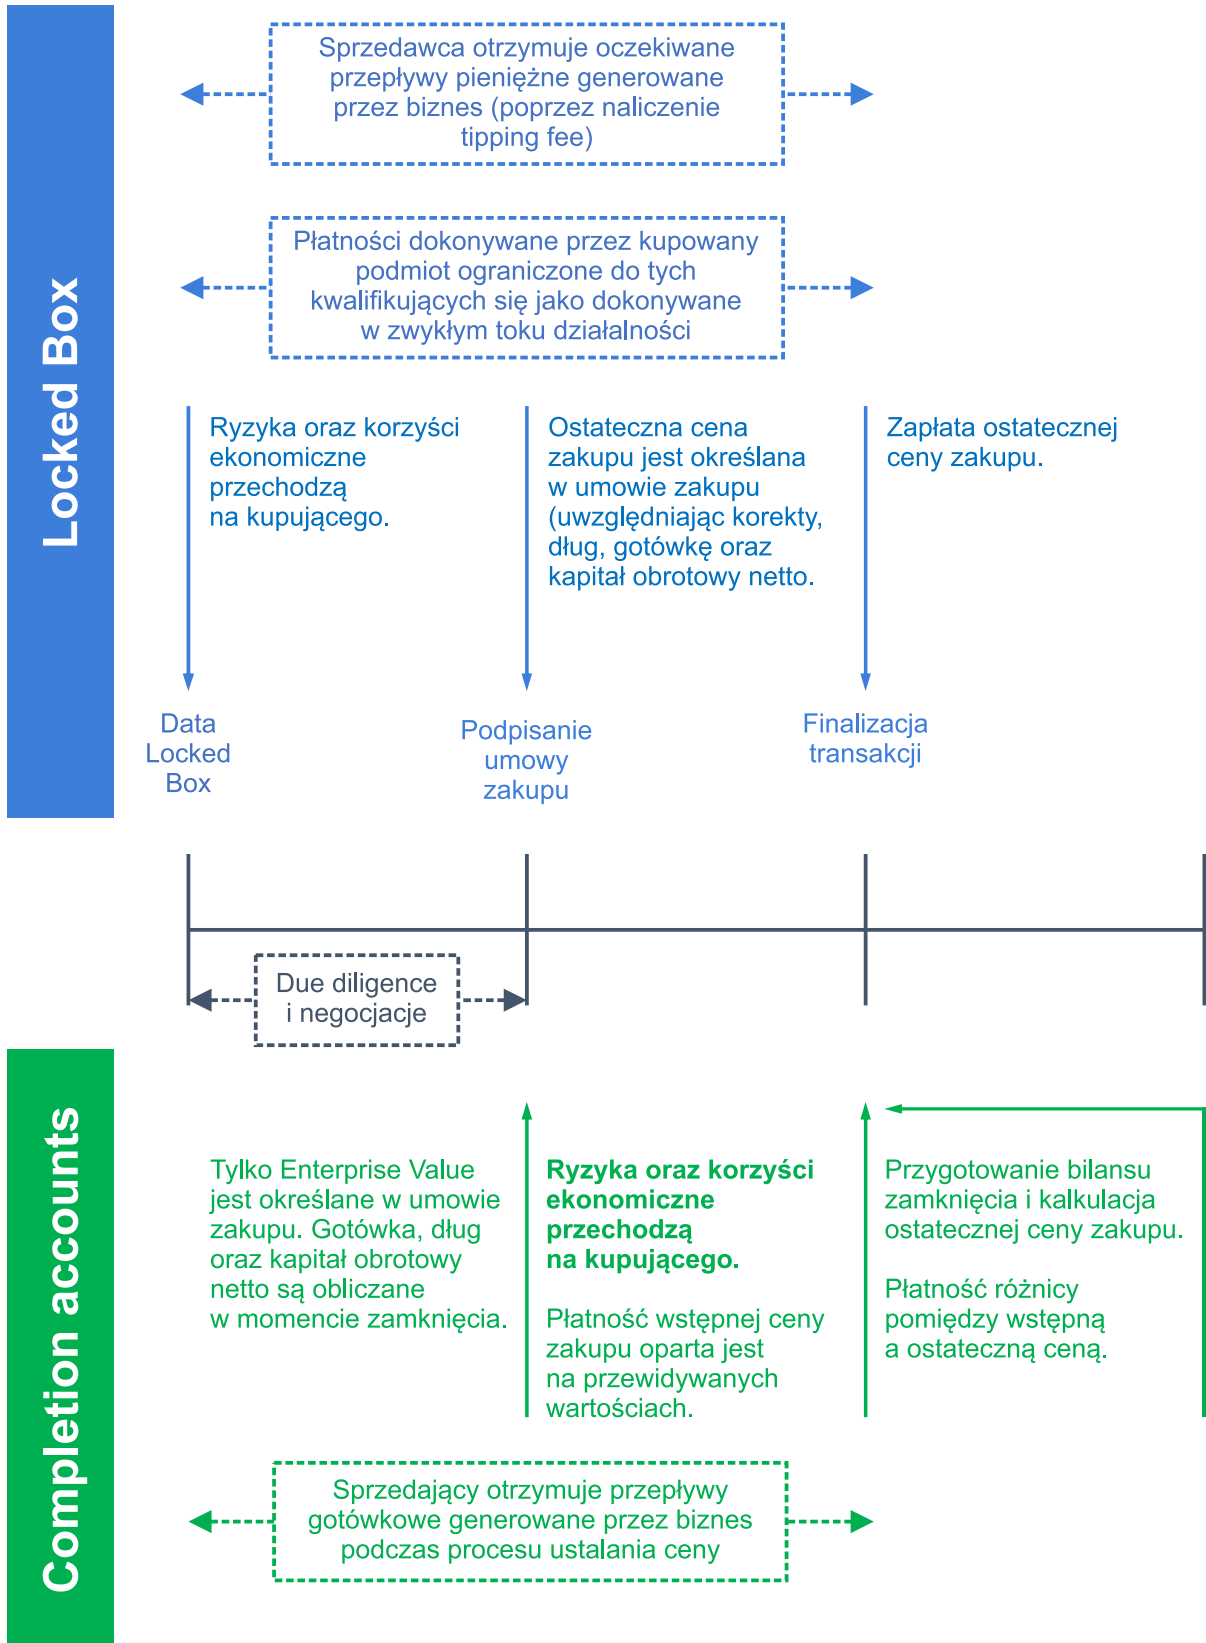 Locked Box
Sprzedawca otrzymuje oczekiwane
przepływy pieniężne generowane
przez biznes (poprzez naliczenie
tipping fee)
Płatności dokonywane przez kupowany
podmiot ograniczone do tych
kwalifikujących się jako dokonywane
w zwykłym toku działalności
Ryzyka oraz korzyści
ekonomiczne
przechodzą
na kupującego.
Ostateczna cena
zakupu jest określana
w umowie zakupu
(uwzględniając korekty,
dług, gotówkę oraz
kapitał obrotowy netto.
Zapłata ostatecznej
ceny zakupu.
Data
Locked
Box
Podpisanie
umowy
zakupu
Finalizacja
transakcji
Due diligence
i negocjacje
Completion accounts
Tylko Enterprise Value
jest określane w umowie
zakupu. Gotówka, dług
oraz kapitał obrotowy
netto są obliczane
w momencie zamknięcia.
Ryzyka oraz korzyści
ekonomiczne
przechodzą
na kupującego.
Płatność wstępnej ceny
zakupu oparta jest
na przewidywanych
wartościach.
Przygotowanie bilansu
zamknięcia i kalkulacja
ostatecznej ceny zakupu.
Płatność różnicy
pomiędzy wstępną
a ostateczną ceną.
Sprzedający otrzymuje przepływy
gotówkowe generowane przez biznes
podczas procesu ustalania ceny